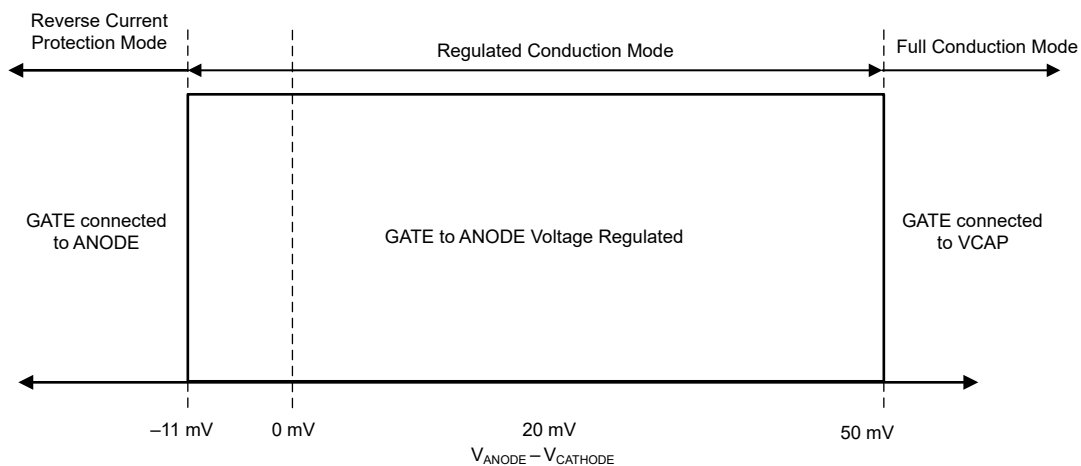 Reverse Current
Protection Mode
Regulated Conduction Mode
Full Conduction Mode
GATE connected
to ANODE
GATE to ANODE Voltage Regulated
GATE connected
to VCAP
–11 mV
0 mV
20 mV
50 mV
VANODE – VCATHODE